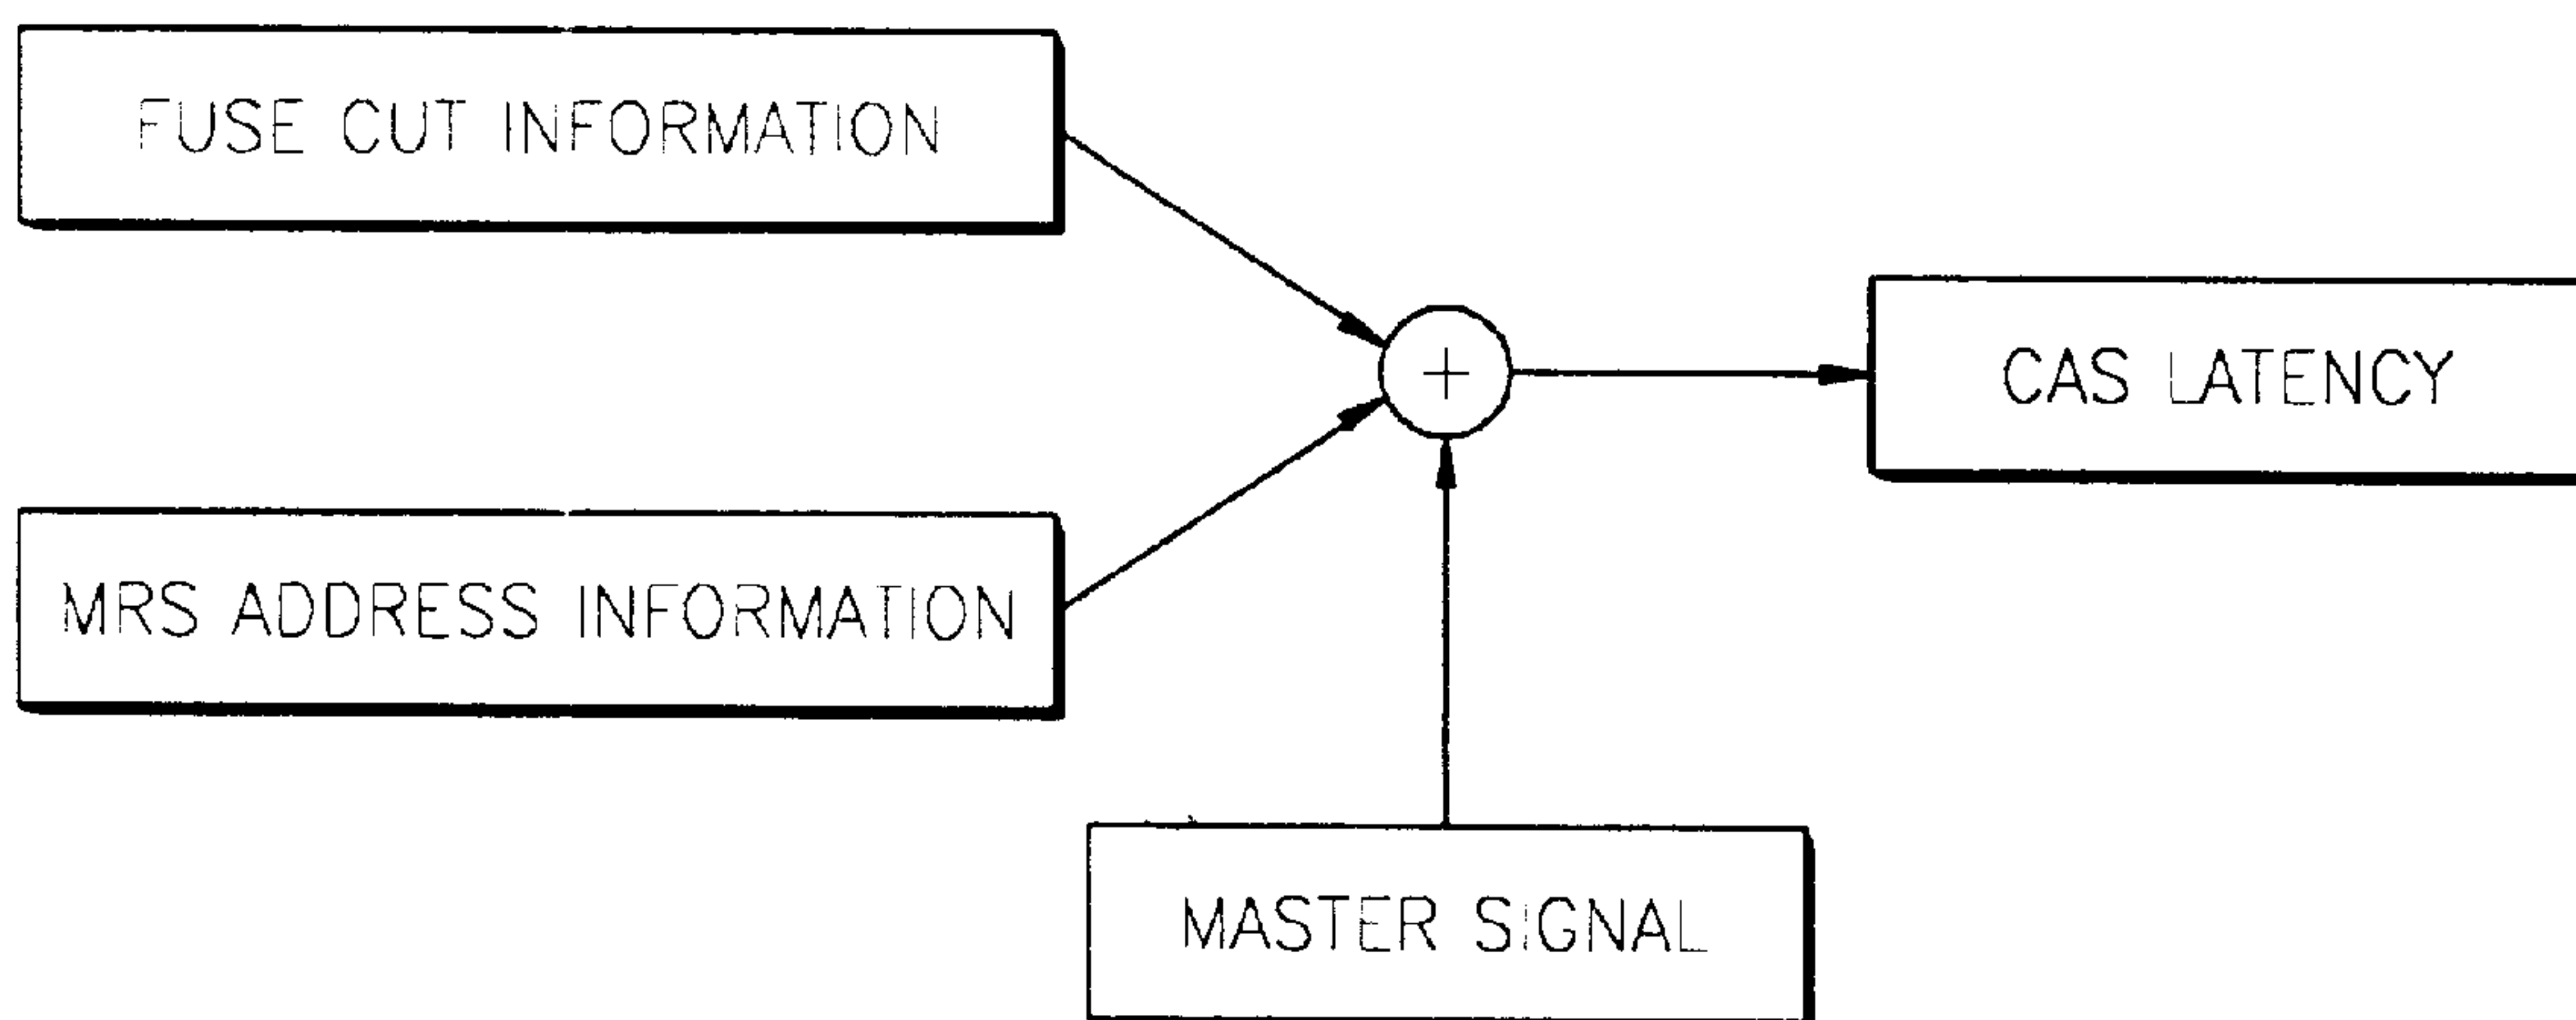 FUSE CUT INFORMATION
CAS LATENCY
MRS ADDRESS INFORMATION
MASTER SIGNAL